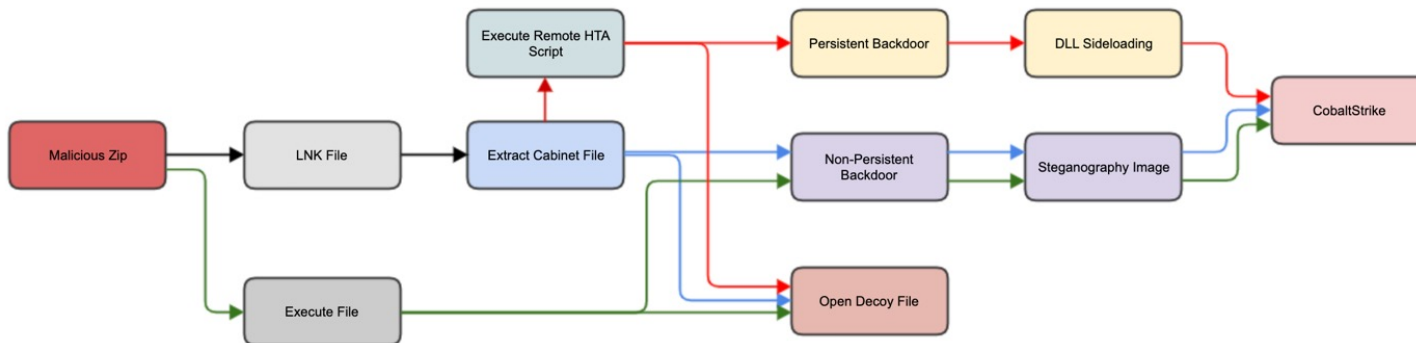 Execute Remote HTA
Script
Persistent Backdoor
DLL Sideloading
CobaltStrike
Malicious Zip
LNK File
Extract Cabinet File
Non-Persistent
Backdoor
Steganography Image
Execute File
Open Decoy File